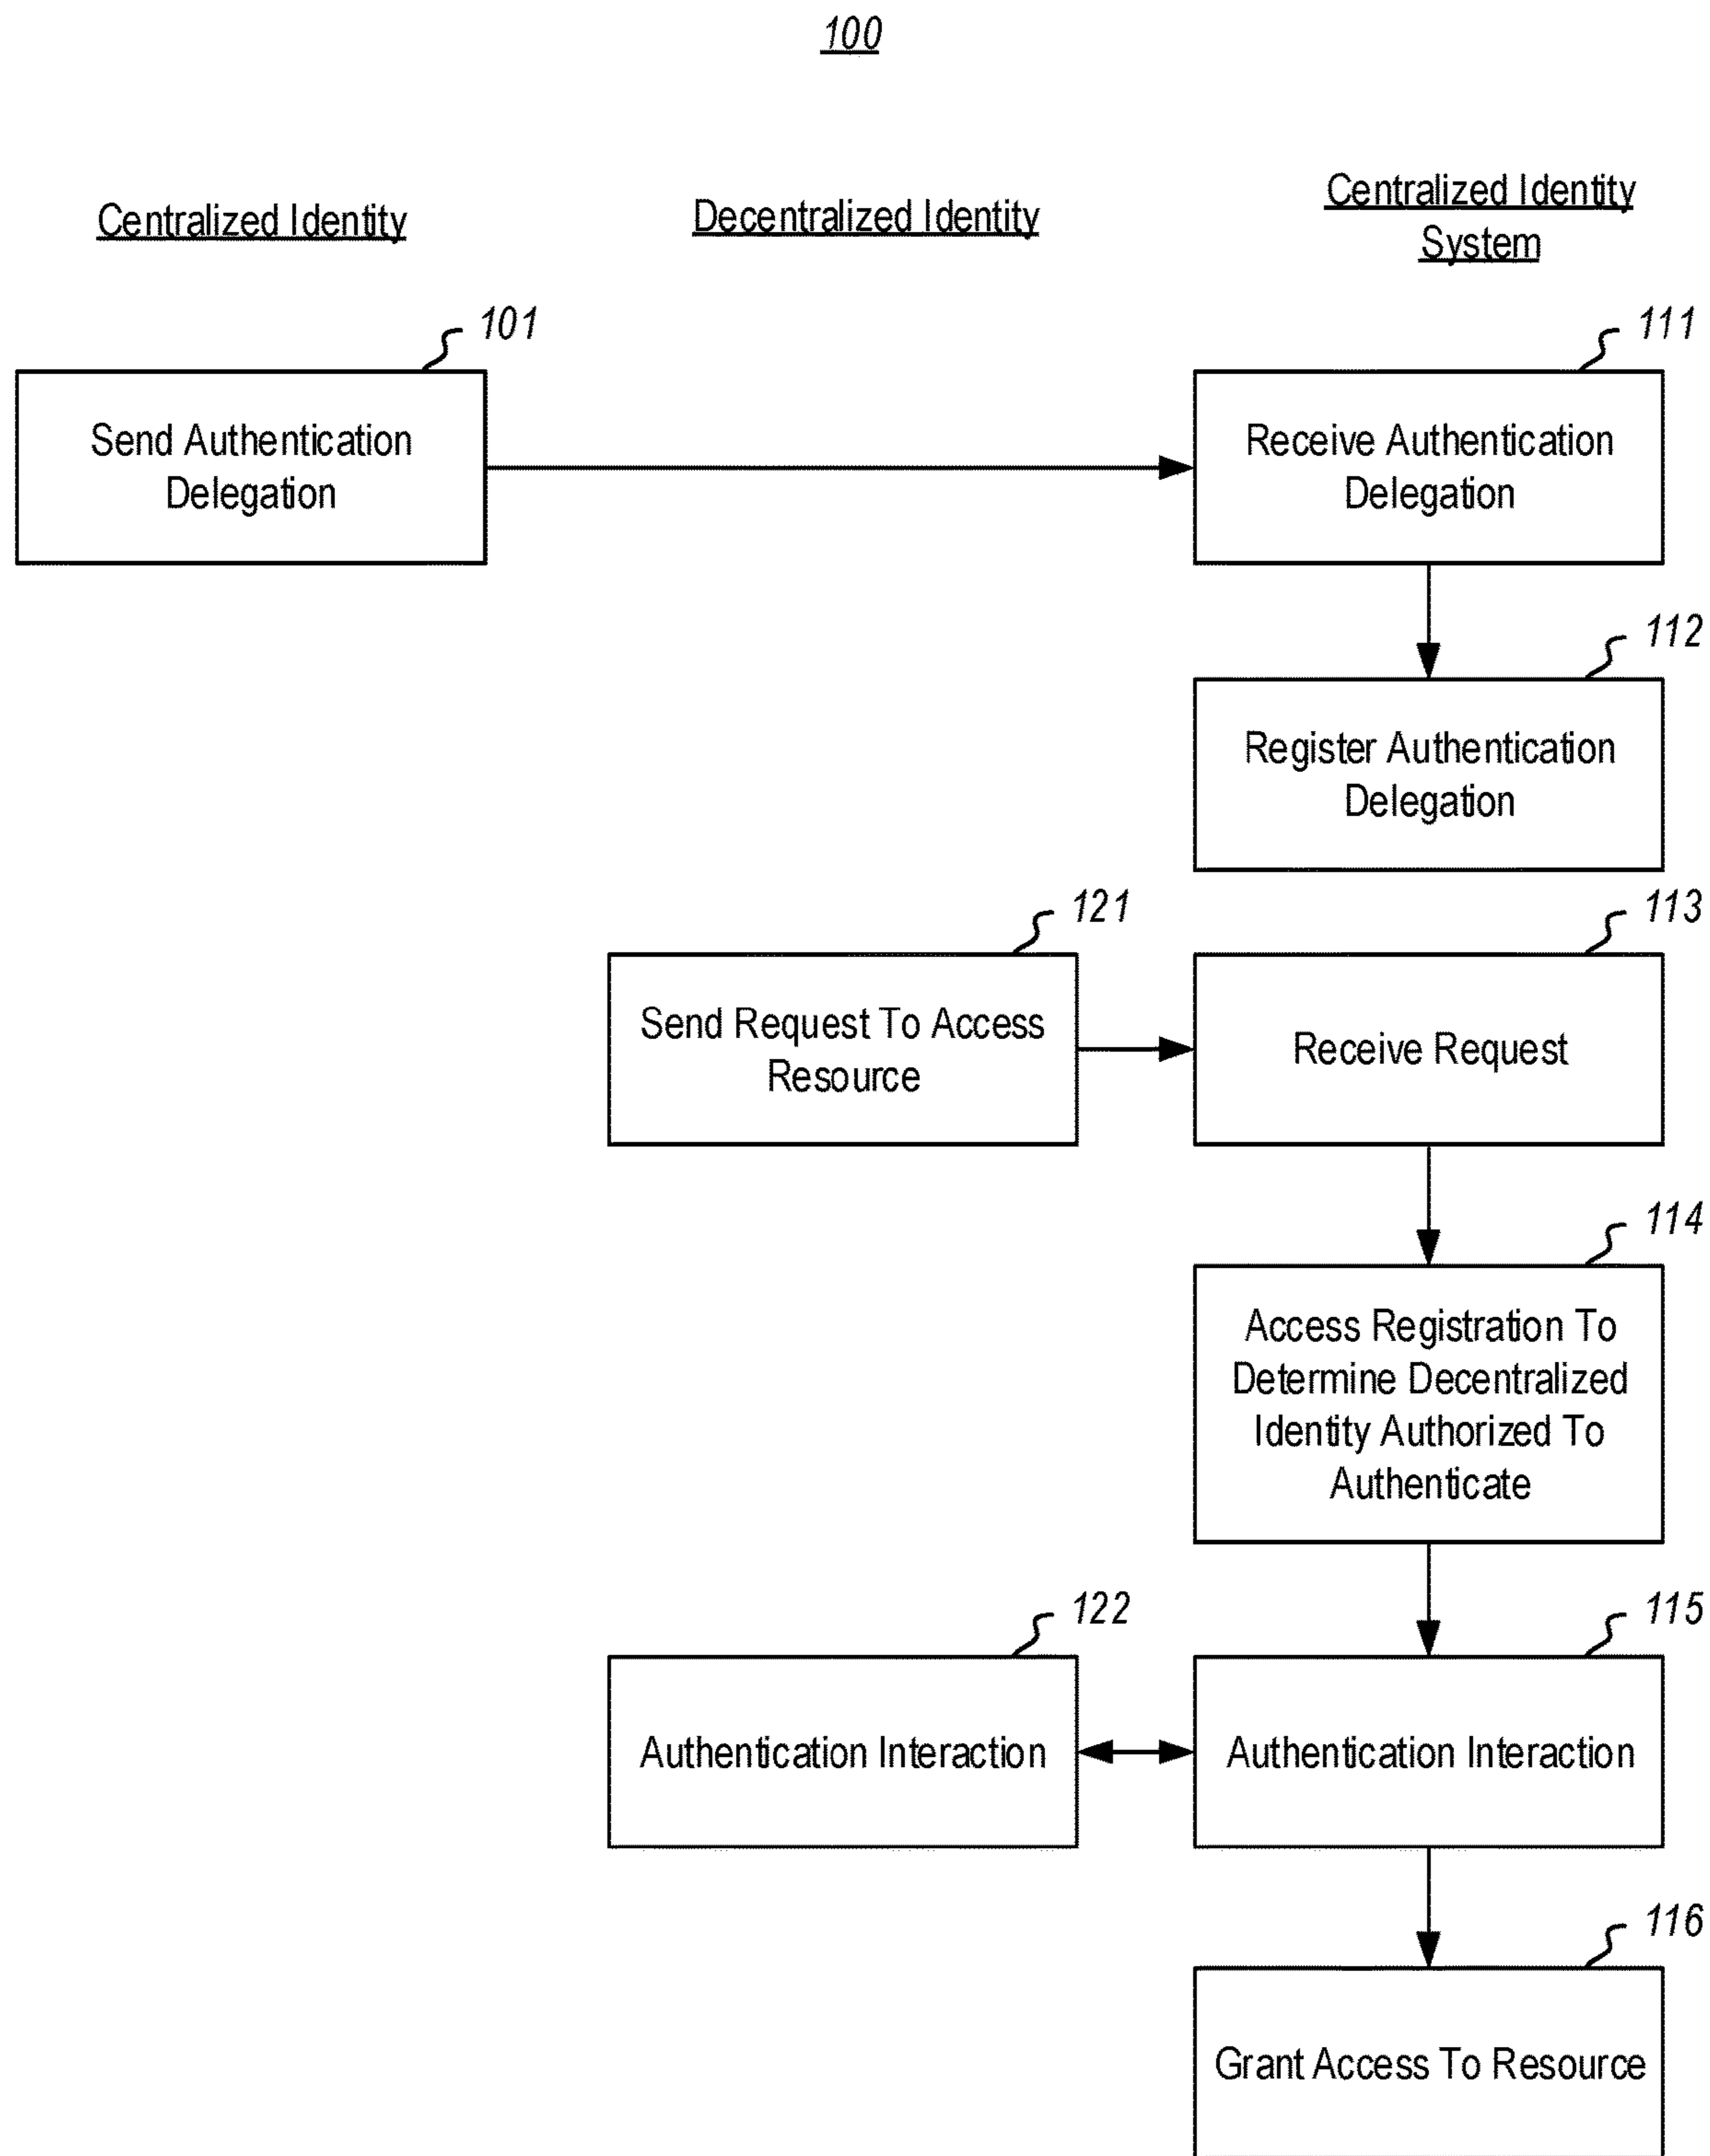 100
Centralized Identity
Decentralized Identity
Centralized Identity
System
101
111
Send Authentication
Delegation
Receive Authentication
Delegation
112
Register Authentication
Delegation
121
113
Send Request To Access
Resource
Receive Request
114
Access Registration To
Determine Decentralized
Identity Authorized To
Authenticate
122
115
Authentication Interaction
Authentication Interaction
116
Grant Access To Resource